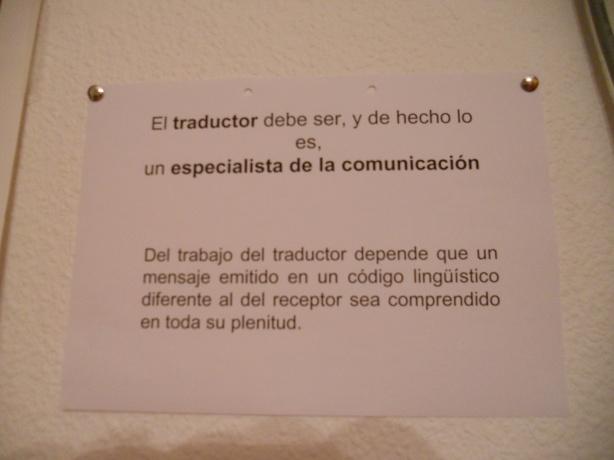 El traductor debe ser, y de hecho lo
es,
un especialista de la comunicación
Del trabajo del traductor depende que un
mensaje emitido en un código lingüístico
diferente al del receptor sea comprendido
en toda su plenitud.